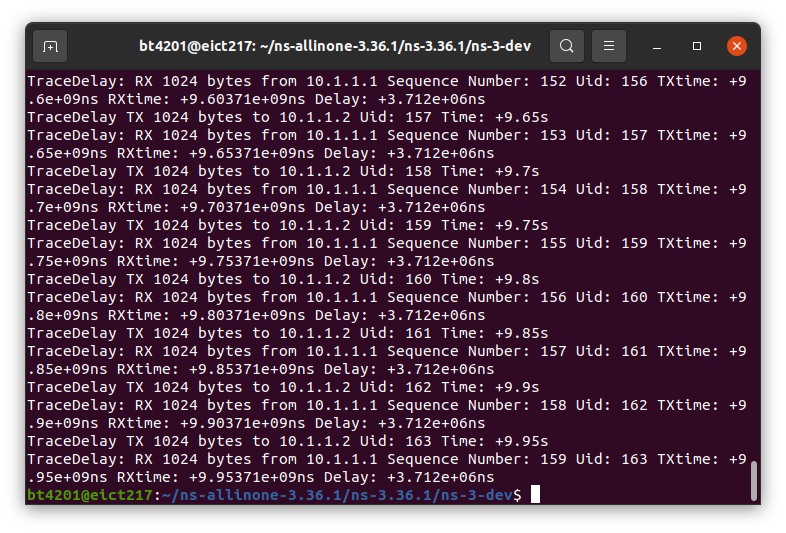 bt4201@eict217: ~/ns-allinone-3.36.1/ns-3.36.1/ns-3-dev
TraceDelay: RX 1024 bytes from 10.1.1.1 Sequence Number: 152 Uid: 156 TXtime: +9
.6e+09ns RXtime: +9.60371e+09ns Delay: +3.712e+06ns
TraceDelay TX 1024 bytes to 10.1.1.2 Uid: 157 Time: +9.65s
TraceDelay: RX 1024 bytes from 10.1.1.1 Sequence Number: 153 Uid: 157 TXtime: +9
.65e+09ns RXtime: +9.65371e+09ns Delay: +3.712e+06ns
TraceDelay TX 1024 bytes to 10.1.1.2 Uid: 158 Time: +9.7s
TraceDelay: RX 1024 bytes from 10.1.1.1 Sequence Number: 154 Uid: 158 TXtime: +9
.7e+09ns RXtime: +9.70371e+09ns Delay: +3.712e+06ns
TraceDelay TX 1024 bytes to 10.1.1.2 Uid: 159 Time: +9.75s
TraceDelay: RX 1024 bytes from 10.1.1.1 Sequence Number: 155 Uid: 159 TXtime: +9
.75e+09ns RXtime: +9.75371e+09ns Delay: +3.712e+06ns
TraceDelay TX 1024 bytes to 10.1.1.2 Uid: 160 Time: +9.8s
TraceDelay: RX 1024 bytes from 10.1.1.1 Sequence Number: 156 Uid: 160 TXtime: +9
.8e+09ns RXtime: +9.80371e+09ns Delay: +3.712e+06ns
TraceDelay TX 1024 bytes to 10.1.1.2 Uid: 161 Time: +9.85s
TraceDelay: RX 1024 bytes from 10.1.1.1 Sequence Number: 157 Uid: 161 TXtime: +9
.85e+09ns RXtime: +9.85371e+09ns Delay: +3.712e+06ns
TraceDelay TX 1024 bytes to 10.1.1.2 Uid: 162 Time: +9.9s
TraceDelay: RX 1024 bytes from 10.1.1.1 Sequence Number: 158 Uid: 162 TXtime: +9
.9e+09ns RXtime: +9.90371e+09ns Delay: +3.712e+06ns
TraceDelay TX 1024 bytes to 10.1.1.2 Uid: 163 Time: +9.95s
TraceDelay: RX 1024 bytes from 10.1.1.1 Sequence Number: 159 Uid: 163 TXtime: +9
.95e+09ns RXtime: +9.95371e+09ns Delay: +3.712e+06ns
bt4201@eict217:~/ns-allinone-3.36.1/ns-3.36.1/ns-3-dev$